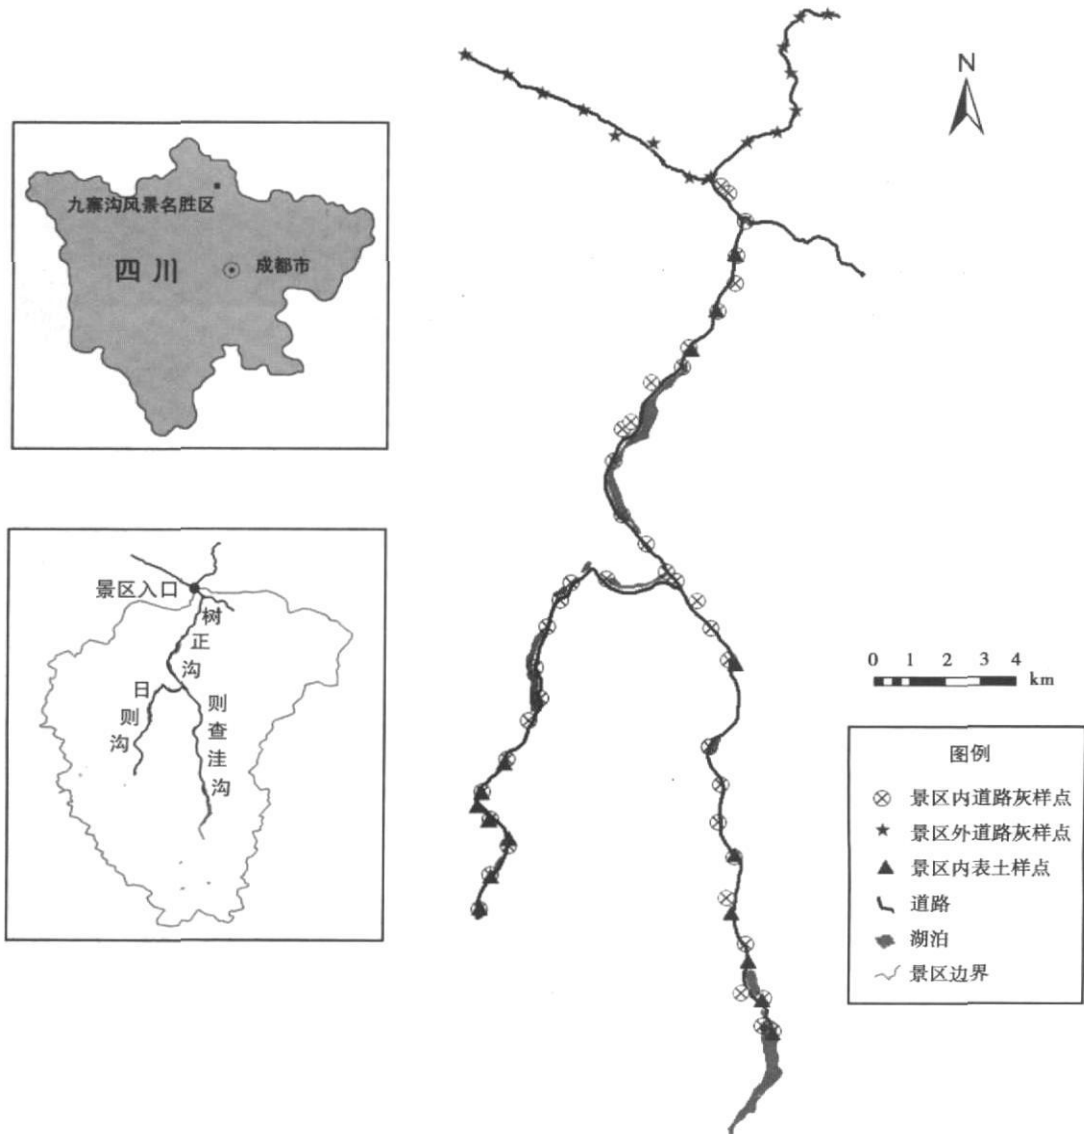 N
九寨沟风景名胜区
四川
成都市
景区入口
树正沟
日则沟
则查洼沟
0 1 2 3 4
km
图例
景区内道路灰样点
景区外道路灰样点
景区内表土样点
道路
湖泊
景区边界